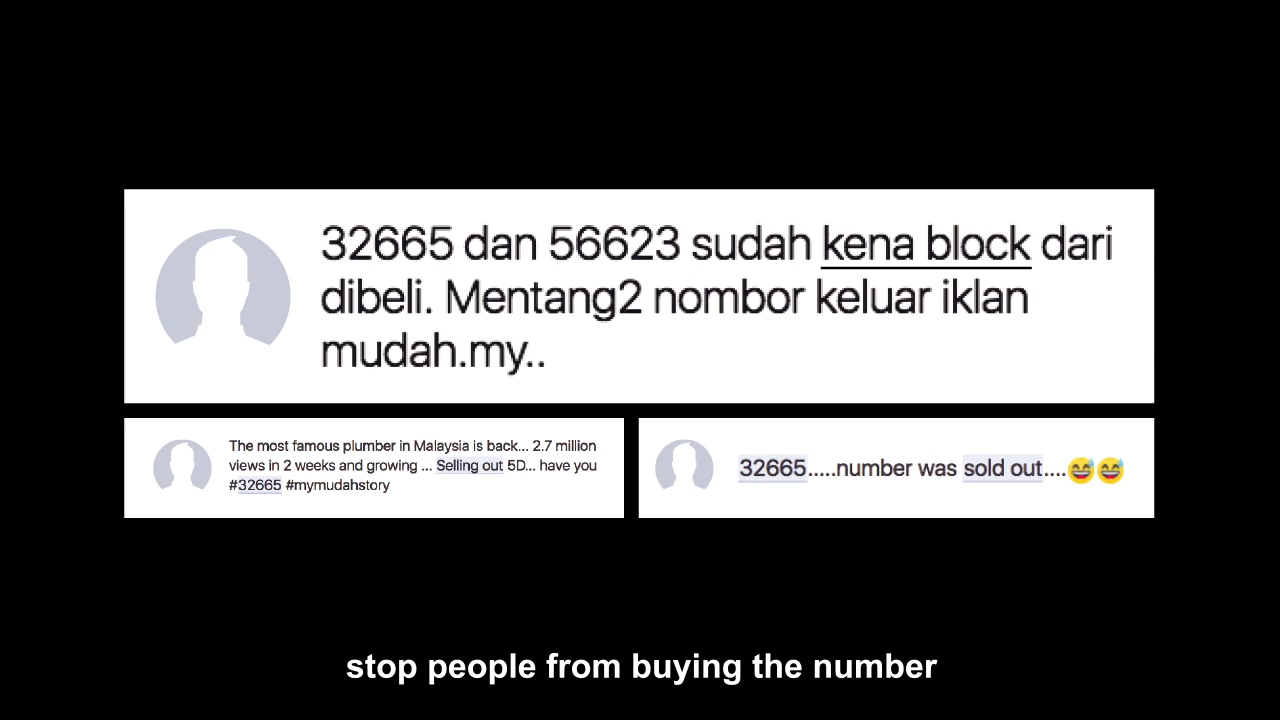 32665 dan 56623 sudah kena block dari
dibeli. Mentang2 nombor keluar iklan
mudah.my..
The most famous plumber in Malaysia is back... 2.7 million
views in 2 weeks and growing ... Selling out 5D... have you
#32665 #mymudahstory
32665.....number was sold out....😅😅
stop people from buying the number